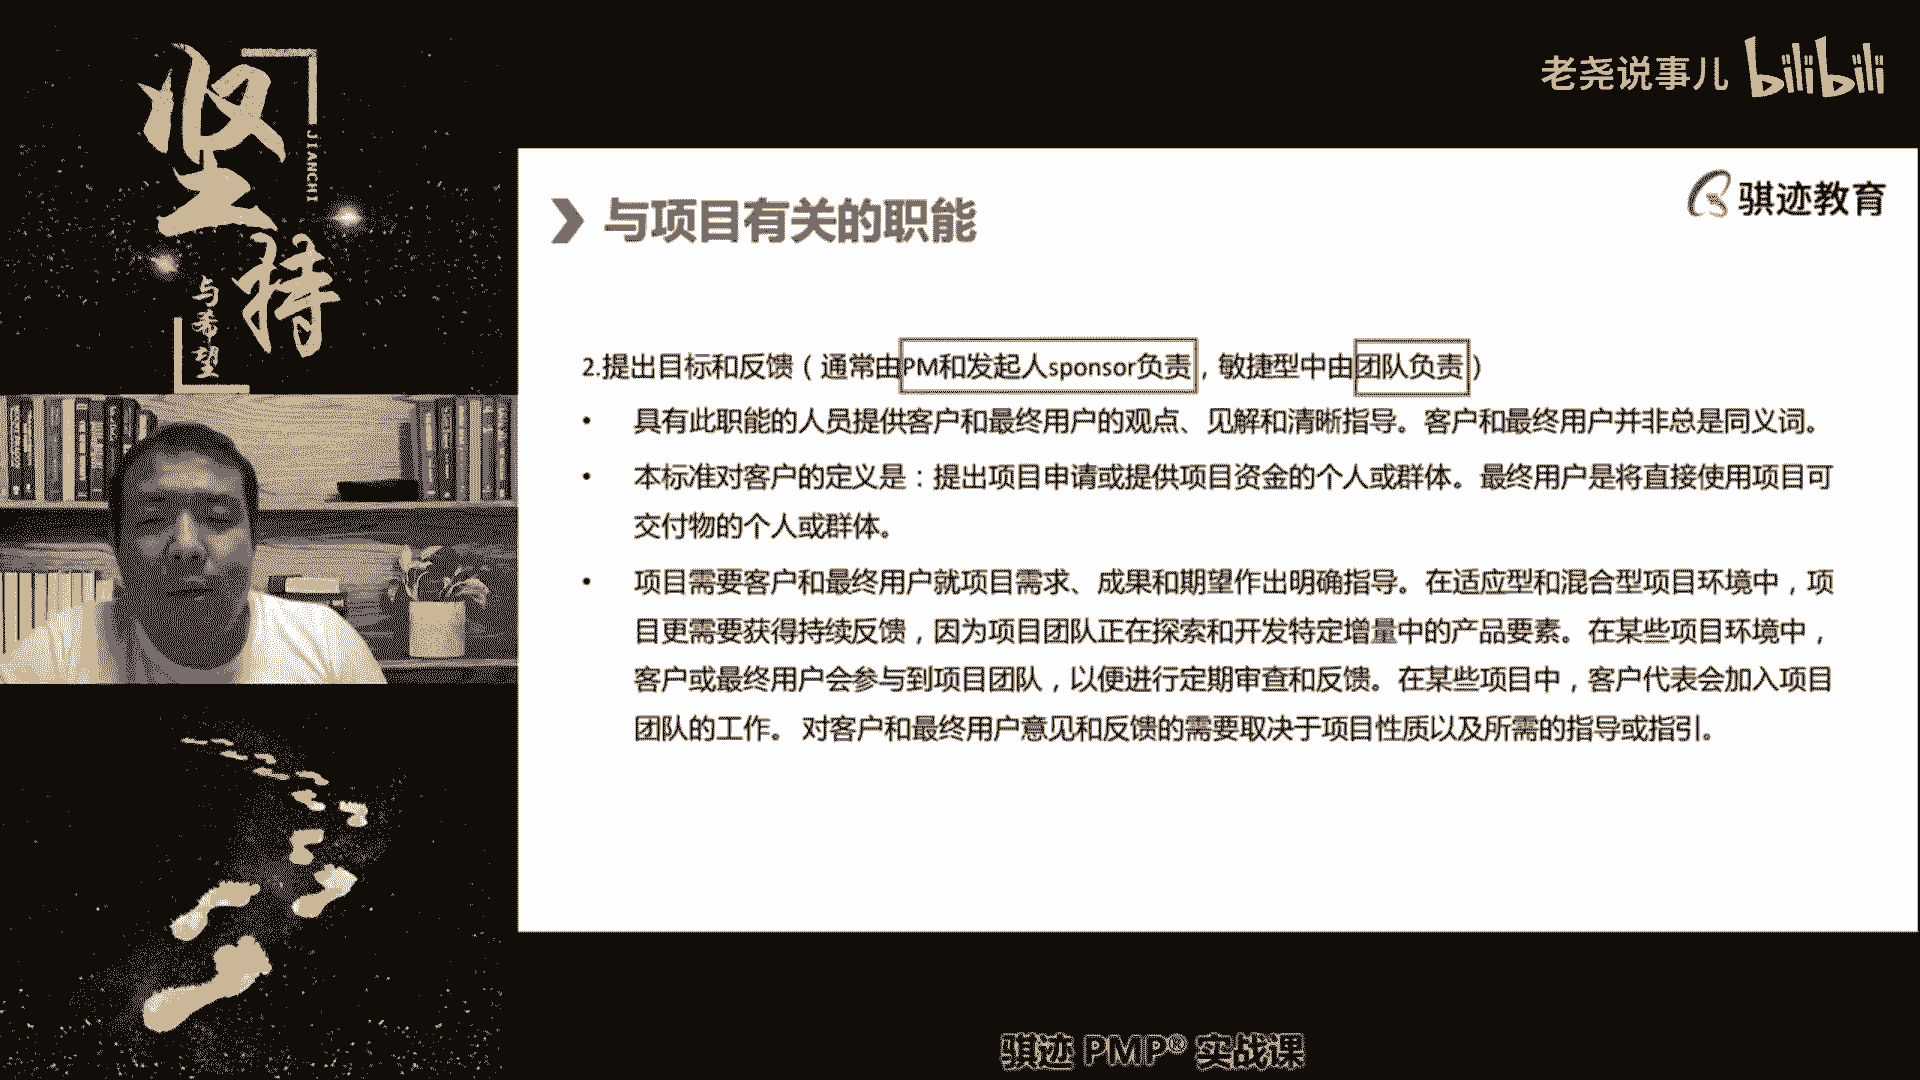 坚持
JIANCHI
与希望
老尧说事儿 bilibili
骐迹教育
与项目有关的职能
2.提出目标和反馈（通常由PM和发起人sponsor负责，敏捷型中由团队负责）
• 具有此职能的人员提供客户和最终用户的观点、见解和清晰指导。客户和最终用户并非总是同义词。
• 本标准对客户的定义是：提出项目申请或提供项目资金的个人或群体。最终用户是将直接使用项目可
交付物的个人或群体。
• 项目需要客户和最终用户就项目需求、成果和期望作出明确指导。在适应型和混合型项目环境中，项
目更需要获得持续反馈，因为项目团队正在探索和开发特定增量中的产品要素。在某些项目环境中，
客户或最终用户会参与到项目团队，以便进行定期审查和反馈。在某些项目中，客户代表会加入项目
团队的工作。 对客户和最终用户意见和反馈的需要取决于项目性质以及所需的指导或指引。
骐迹 PMP® 实战课